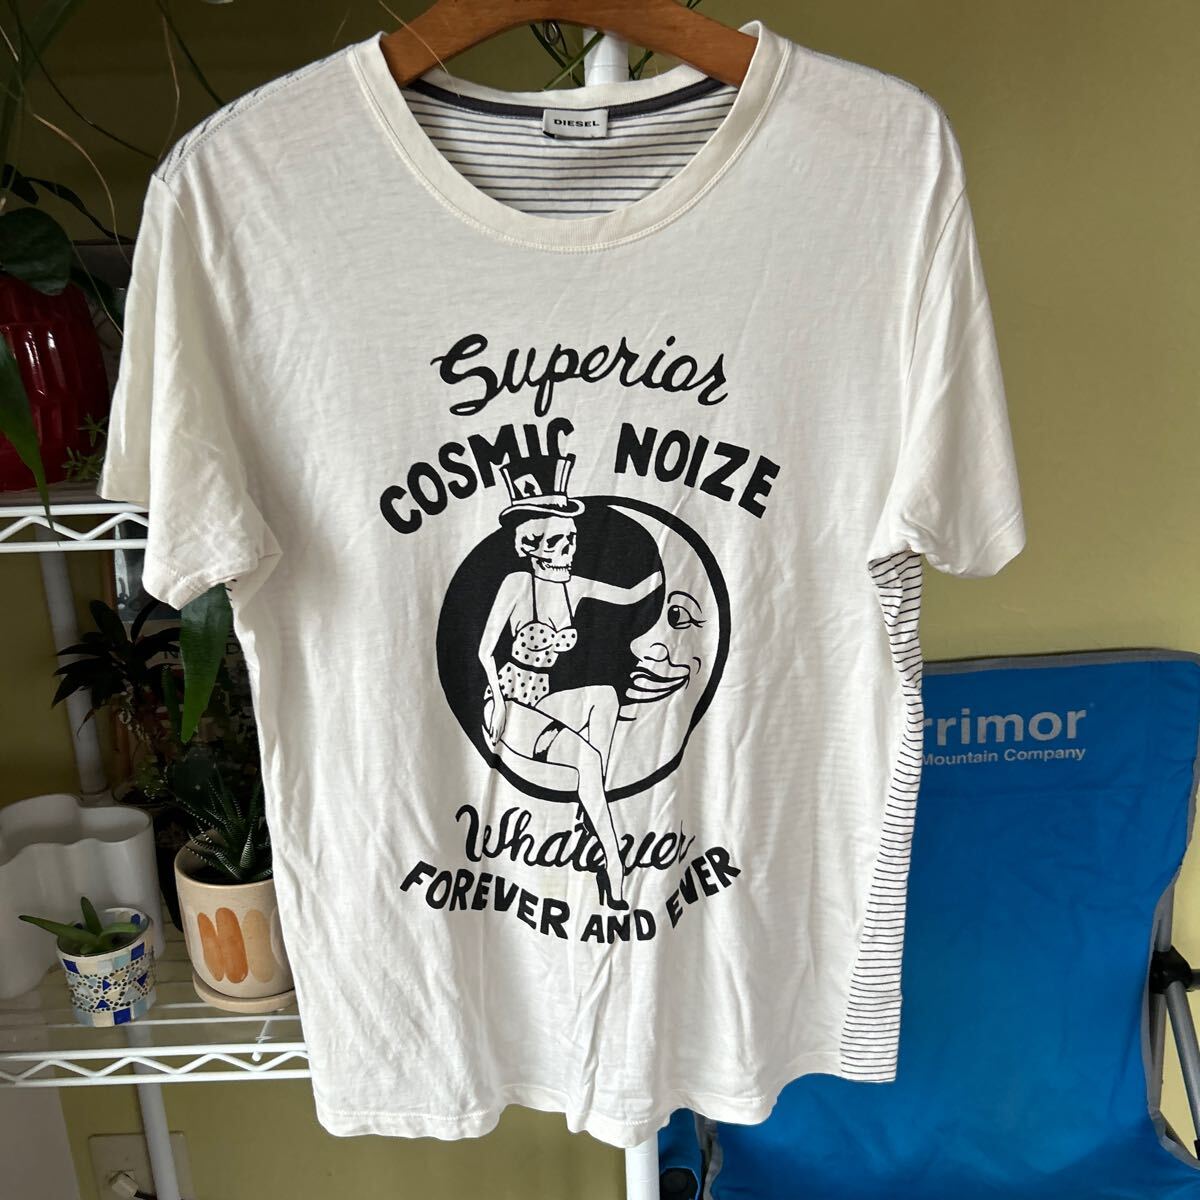 DIESEL
Superior
COSMIC NOIZE
Whatever
FOREVER AND EVER
rrimor
Mountain Company